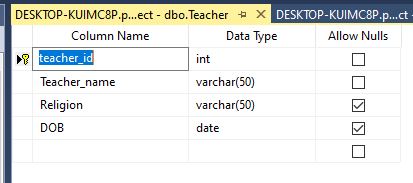 DESKTOP-KUIMC8P.p...ect - dbo.Teacher
DESKTOP-KUIMC8P.p...ct
Column Name Data Type Allow Nulls
teacher_id int
Teacher_name varchar(50)
Religion varchar(50)
DOB date